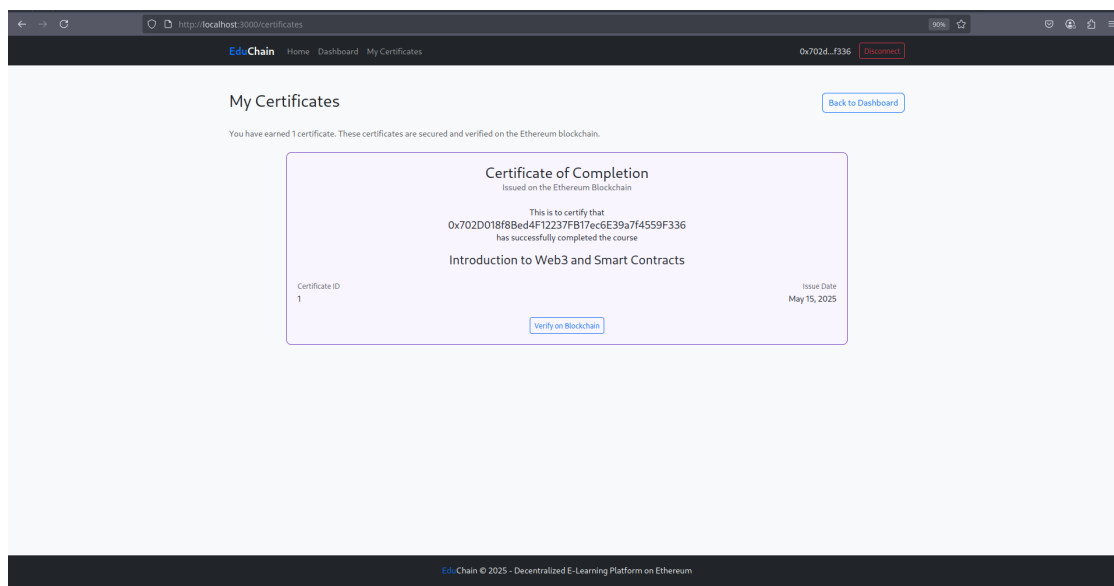 http://localhost:3000/certificates
90%
EduChain Home Dashboard My Certificates 0x702d...f336 Disconnect
My Certificates
Back to Dashboard
You have earned 1 certificate. These certificates are secured and verified on the Ethereum blockchain.
Certificate of Completion
Issued on the Ethereum Blockchain
This is to certify that
0x702D018f8Bed4F12237FB17ec6E39a7f4559F336
has successfully completed the course
Introduction to Web3 and Smart Contracts
Certificate ID Issue Date
1 May 15, 2025
Verify on Blockchain
EduChain © 2025 - Decentralized E-Learning Platform on Ethereum